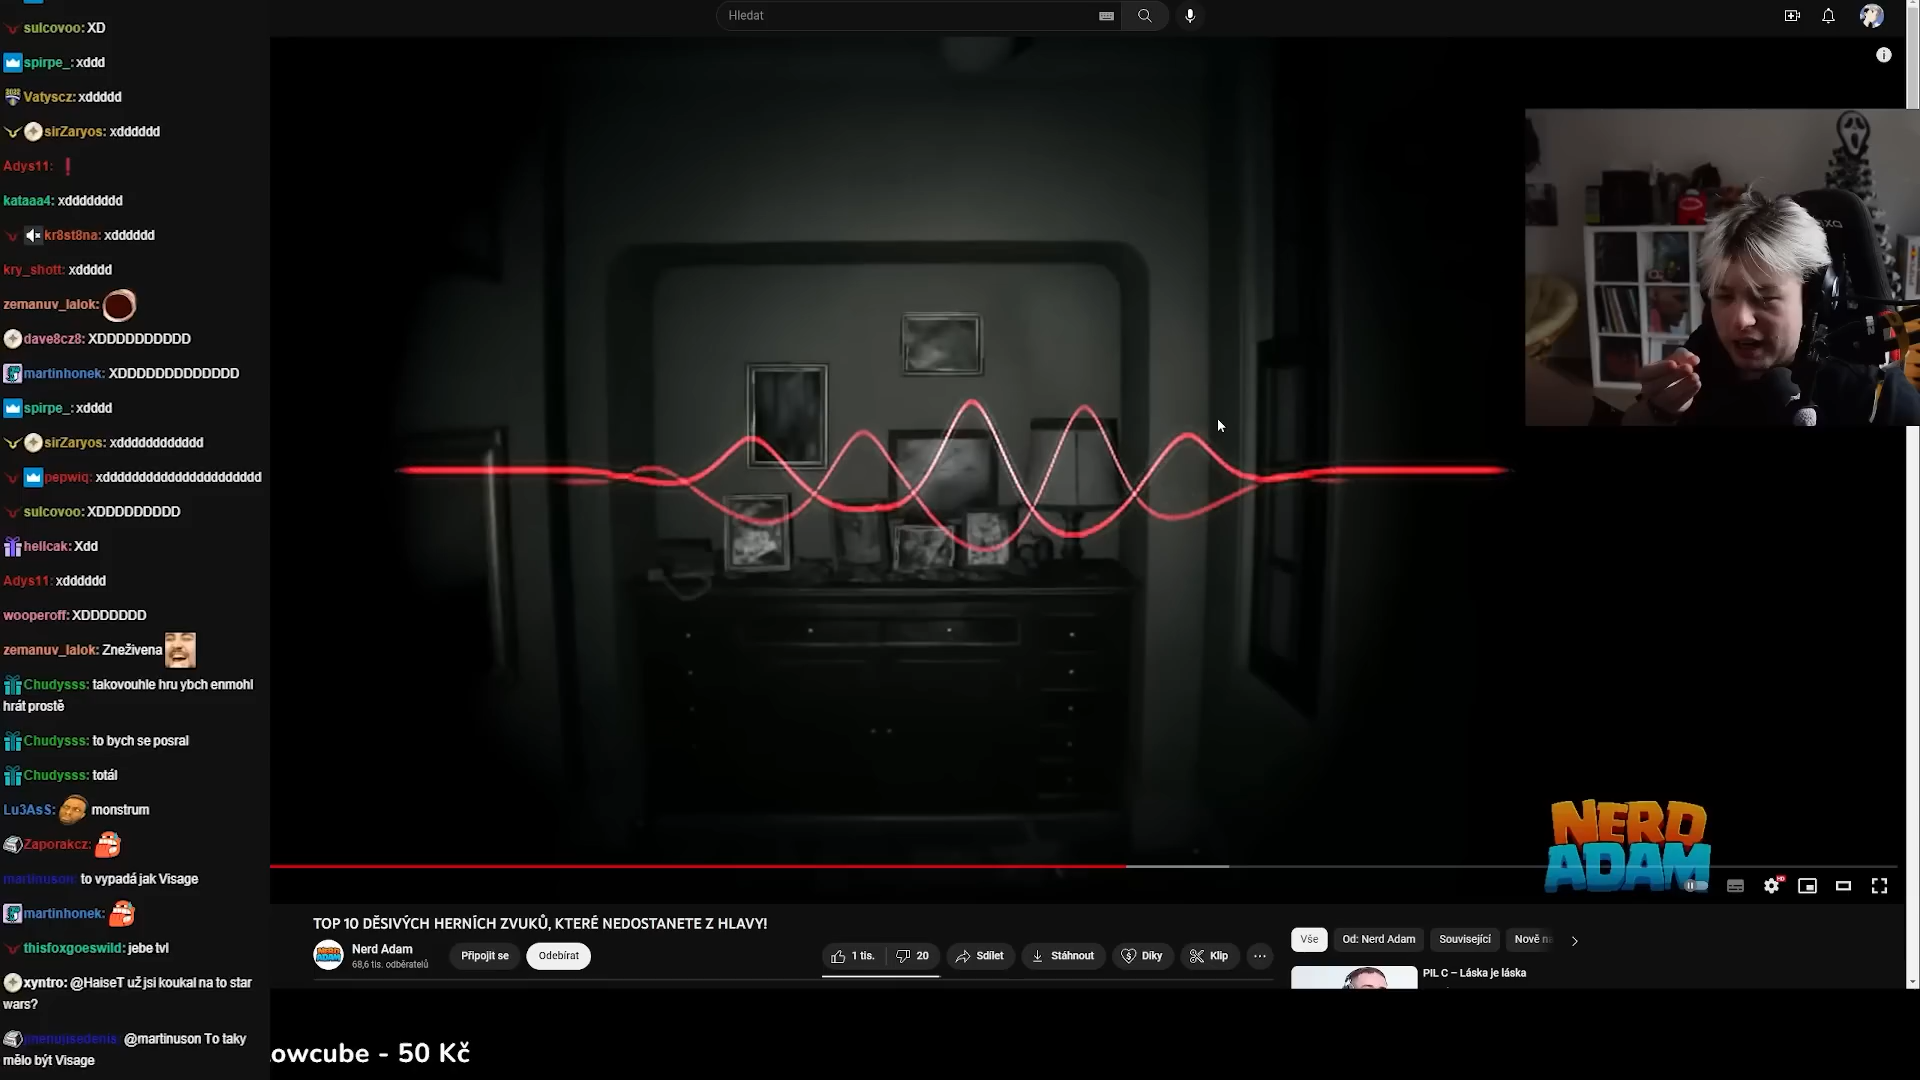 sulcovoo: XD
spirpe_: xddd
Vatyscz: xddddd
sirZaryos: xdddddd
Adys11: ❗
kataaa4: xdddddddd
kr8st8na: xdddddd
kry_shott: xddddd
zemanuv_lalok:
dave8cz8: XDDDDDDDDDD
martinhonek: XDDDDDDDDDDDDD
spirpe_: xdddd
sirZaryos: xdddddddddddd
pepwiq: xddddddddddddddddddddd
sulcovoo: XDDDDDDDDD
hellcak: Xdd
Adys11: xdddddd
wooperoff: XDDDDDDD
zemanuv_lalok: Zneživena
Chudysss: takovouhle hru ybch enmohl
hrát prostě
Chudysss: to bych se posral
Chudysss: totál
Lu3AsS: monstrum
Zaporakcz:
martinuson: to vypadá jak Visage
martinhonek:
thisfoxgoeswild: jebe tvl
xyntro: @HaiseT už jsi koukal na to star
wars?
@martinuson To taky
mělo být Visage
Hledat
NERD
ADAM
TOP 10 DĚSIVÝCH HERNÍCH ZVUKŮ, KTERÉ NEDOSTANETE Z HLAVY!
Nerd Adam
68,6 tis. odběratelů
Připojit se
Odebírat
1 tis.
20
Sdílet
Stáhnout
Díky
Klip
Vše
Od: Nerd Adam
Související
Nově na
PIL C – Láska je láska
owcube - 50 Kč